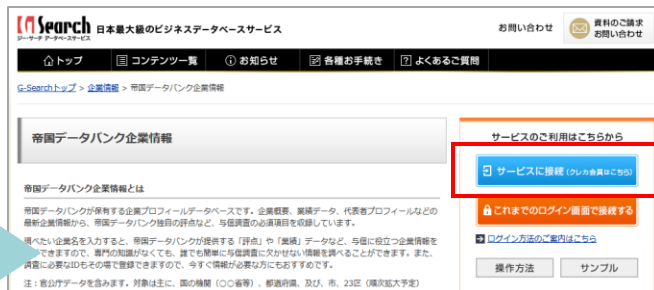 G-Search
ジー・サーチ データベースサービス
日本最大級のビジネスデータベースサービス
お問い合わせ
資料のご請求
お問い合わせ
トップ
コンテンツ一覧
お知らせ
各種お手続き
よくあるご質問
G-Searchトップ > 企業情報 > 帝国データバンク企業情報
帝国データバンク企業情報
サービスのご利用はこちらから
サービスに接続 (クレカ会員はこちら)
帝国データバンク企業情報とは
これまでのログイン画面で接続する
帝国データバンクが保有する企業プロフィールデータベースです。企業概要、業績データ、代表者プロフィールなどの
最新企業情報から、帝国データバンク独自の評点など、与信調査の必須項目を収録しています。
調べたい企業名を入力すると、帝国データバンクが提供する「評点」や「業績」データなど、与信に役立つ企業情報を
できますので、専門の知識がなくても、誰でも簡単に与信調査に欠かせない情報を調べることができます。また、
調査に必要なIDもその場で登録できますので、今すぐ情報が必要な方にもおすすめです。
ログイン方法のご案内はこちら
操作方法
サンプル
注：官公庁データを含みます。対象は主に、国の機関（○○省等）、都道府県、及び、市、23区（順次拡大予定）